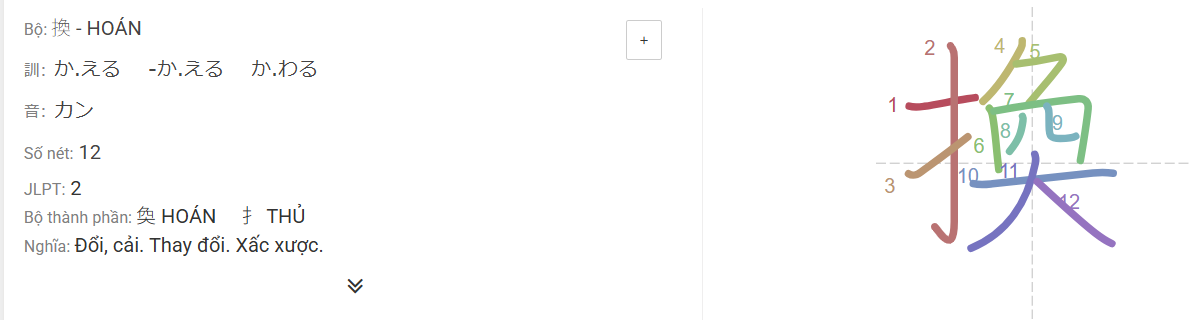 Bộ: 換 - HOÁN
+
訓: か.える -か.える か.わる
音: カン
Số nét: 12
JLPT: 2
Bộ thành phần: 奐 HOÁN 扌 THỦ
Nghĩa: Đổi, cải. Thay đổi. Xấc xược.
換
1
2
3
4
5
6
7
8
9
10
11
12